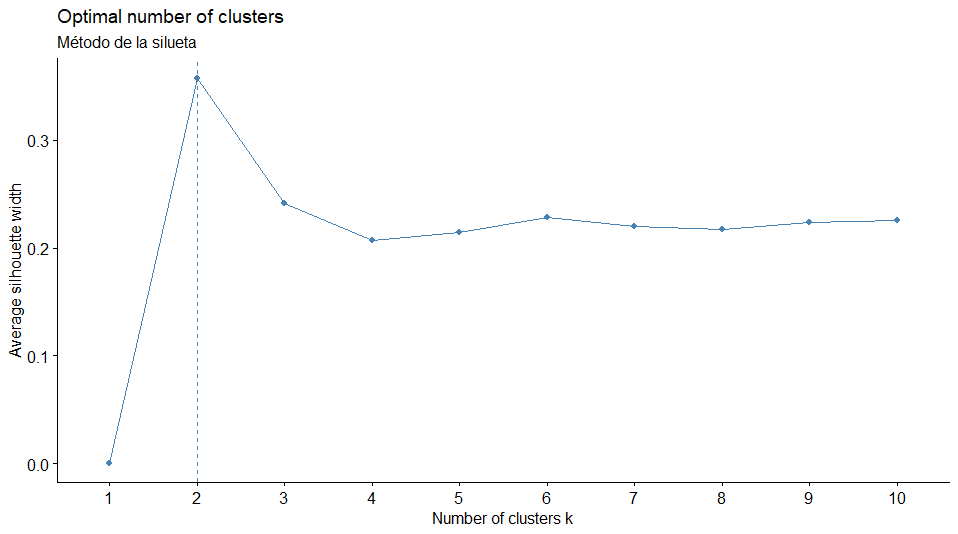 Optimal number of clusters
Método de la silueta
Average silhouette width
0.3
0.2
0.1
0.0
1 2 3 4 5 6 7 8 9 10
Number of clusters k